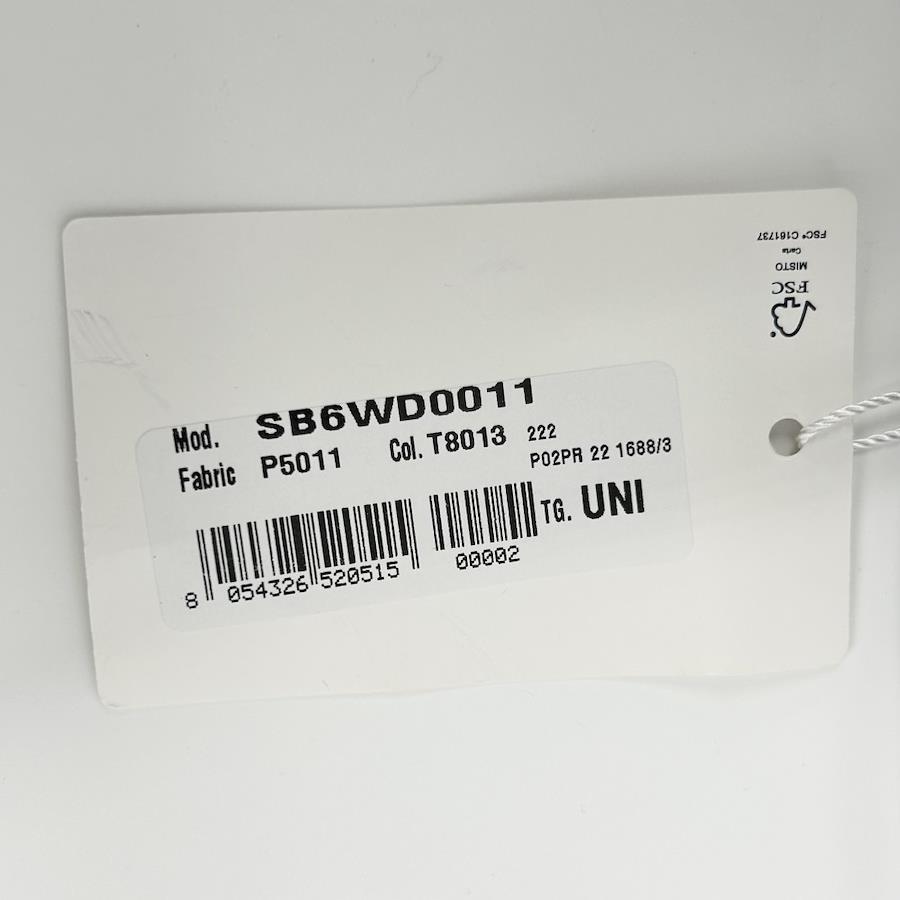 Mod. SB6WD0011
Fabric P5011 Col. T8013 222
P02PR 22 1688/3
TG. UNI
8 054326 520515 00002
FSC
MISTO
Carta
FSC® C161737